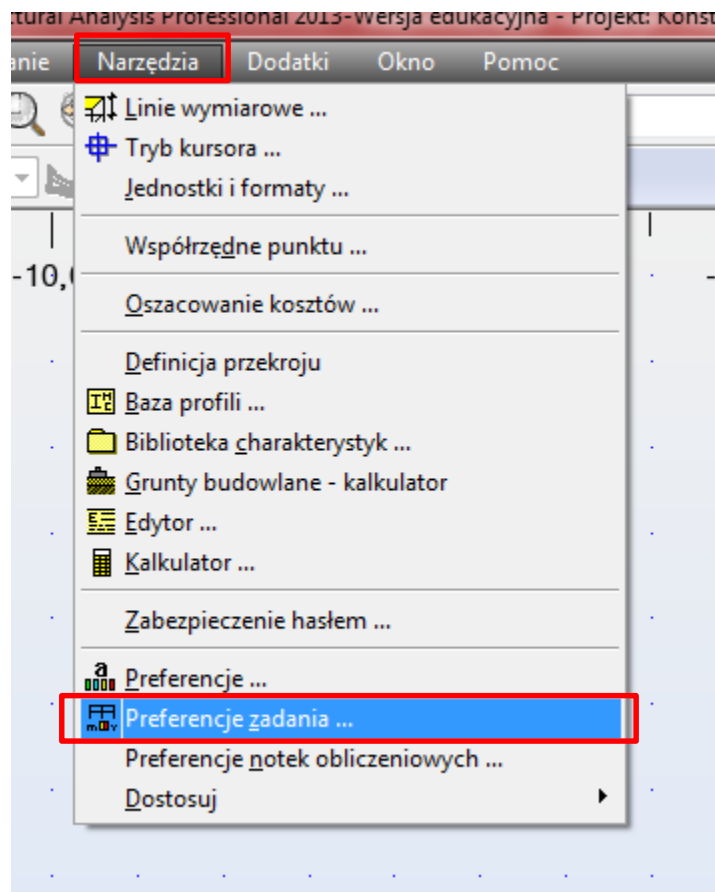 ctural Analysis Professional 2013-Wersja edukacyjna - Projekt: Konst
anie Narzędzia Dodatki Okno Pomoc
Linie wymiarowe ...
Tryb kursora ...
Jednostki i formaty ...
Współrzędne punktu ...
-10,
Oszacowanie kosztów ...
Definicja przekroju
Baza profili ...
Biblioteka charakterystyk ...
Grunty budowlane - kalkulator
Edytor ...
Kalkulator ...
Zabezpieczenie hasłem ...
Preferencje ...
Preferencje zadania ...
Preferencje notek obliczeniowych ...
Dostosuj